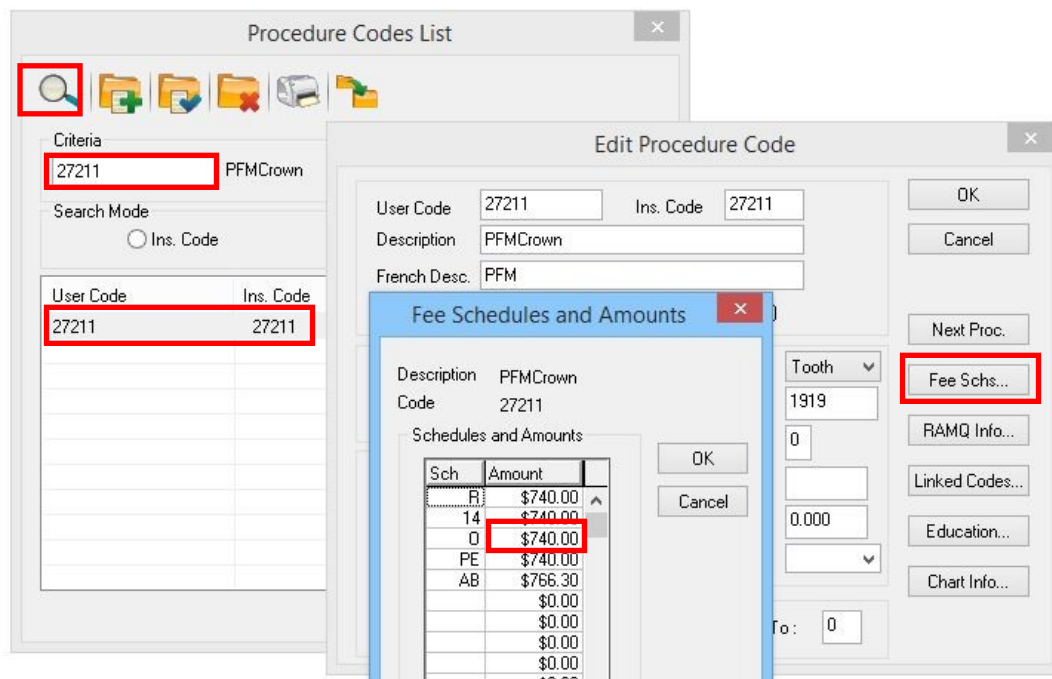 Procedure Codes List
Criteria
27211 PFMCrown
Search Mode
Ins. Code
User Code Ins. Code
27211 27211
Edit Procedure Code
User Code 27211 Ins. Code 27211
OK
Description PFMCrown
Cancel
French Desc. PFM
Next Proc.
Tooth
Fee Schs...
1919
0
RAMQ Info...
Linked Codes...
0.000
Education...
Chart Info...
To : 0
Fee Schedules and Amounts
Description PFMCrown
Code 27211
Schedules and Amounts
OK
Cancel
Sch Amount
R $740.00
14 $740.00
O $740.00
PE $740.00
AB $766.30
$0.00
$0.00
$0.00
$0.00